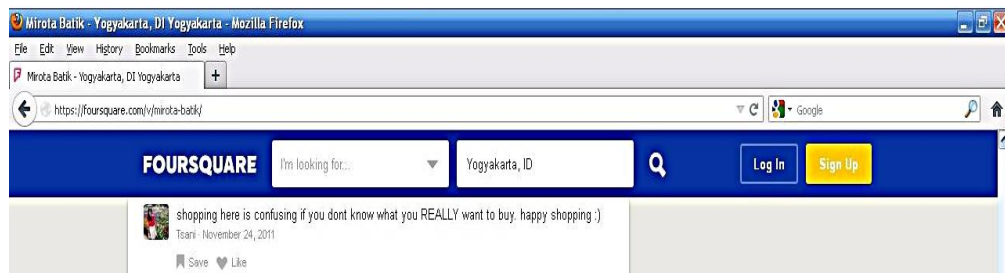 Mirota Batik - Yogyakarta, DI Yogyakarta - Mozilla Firefox
File Edit View History Bookmarks Tools Help
Mirota Batik - Yogyakarta, DI Yogyakarta +
https://foursquare.com/v/mirota-batik/ Google
FOURSQUARE I'm looking for... Yogyakarta, ID Log In Sign Up
shopping here is confusing if you dont know what you REALLY want to buy. happy shopping :)
Tsani · November 24, 2011
Save Like